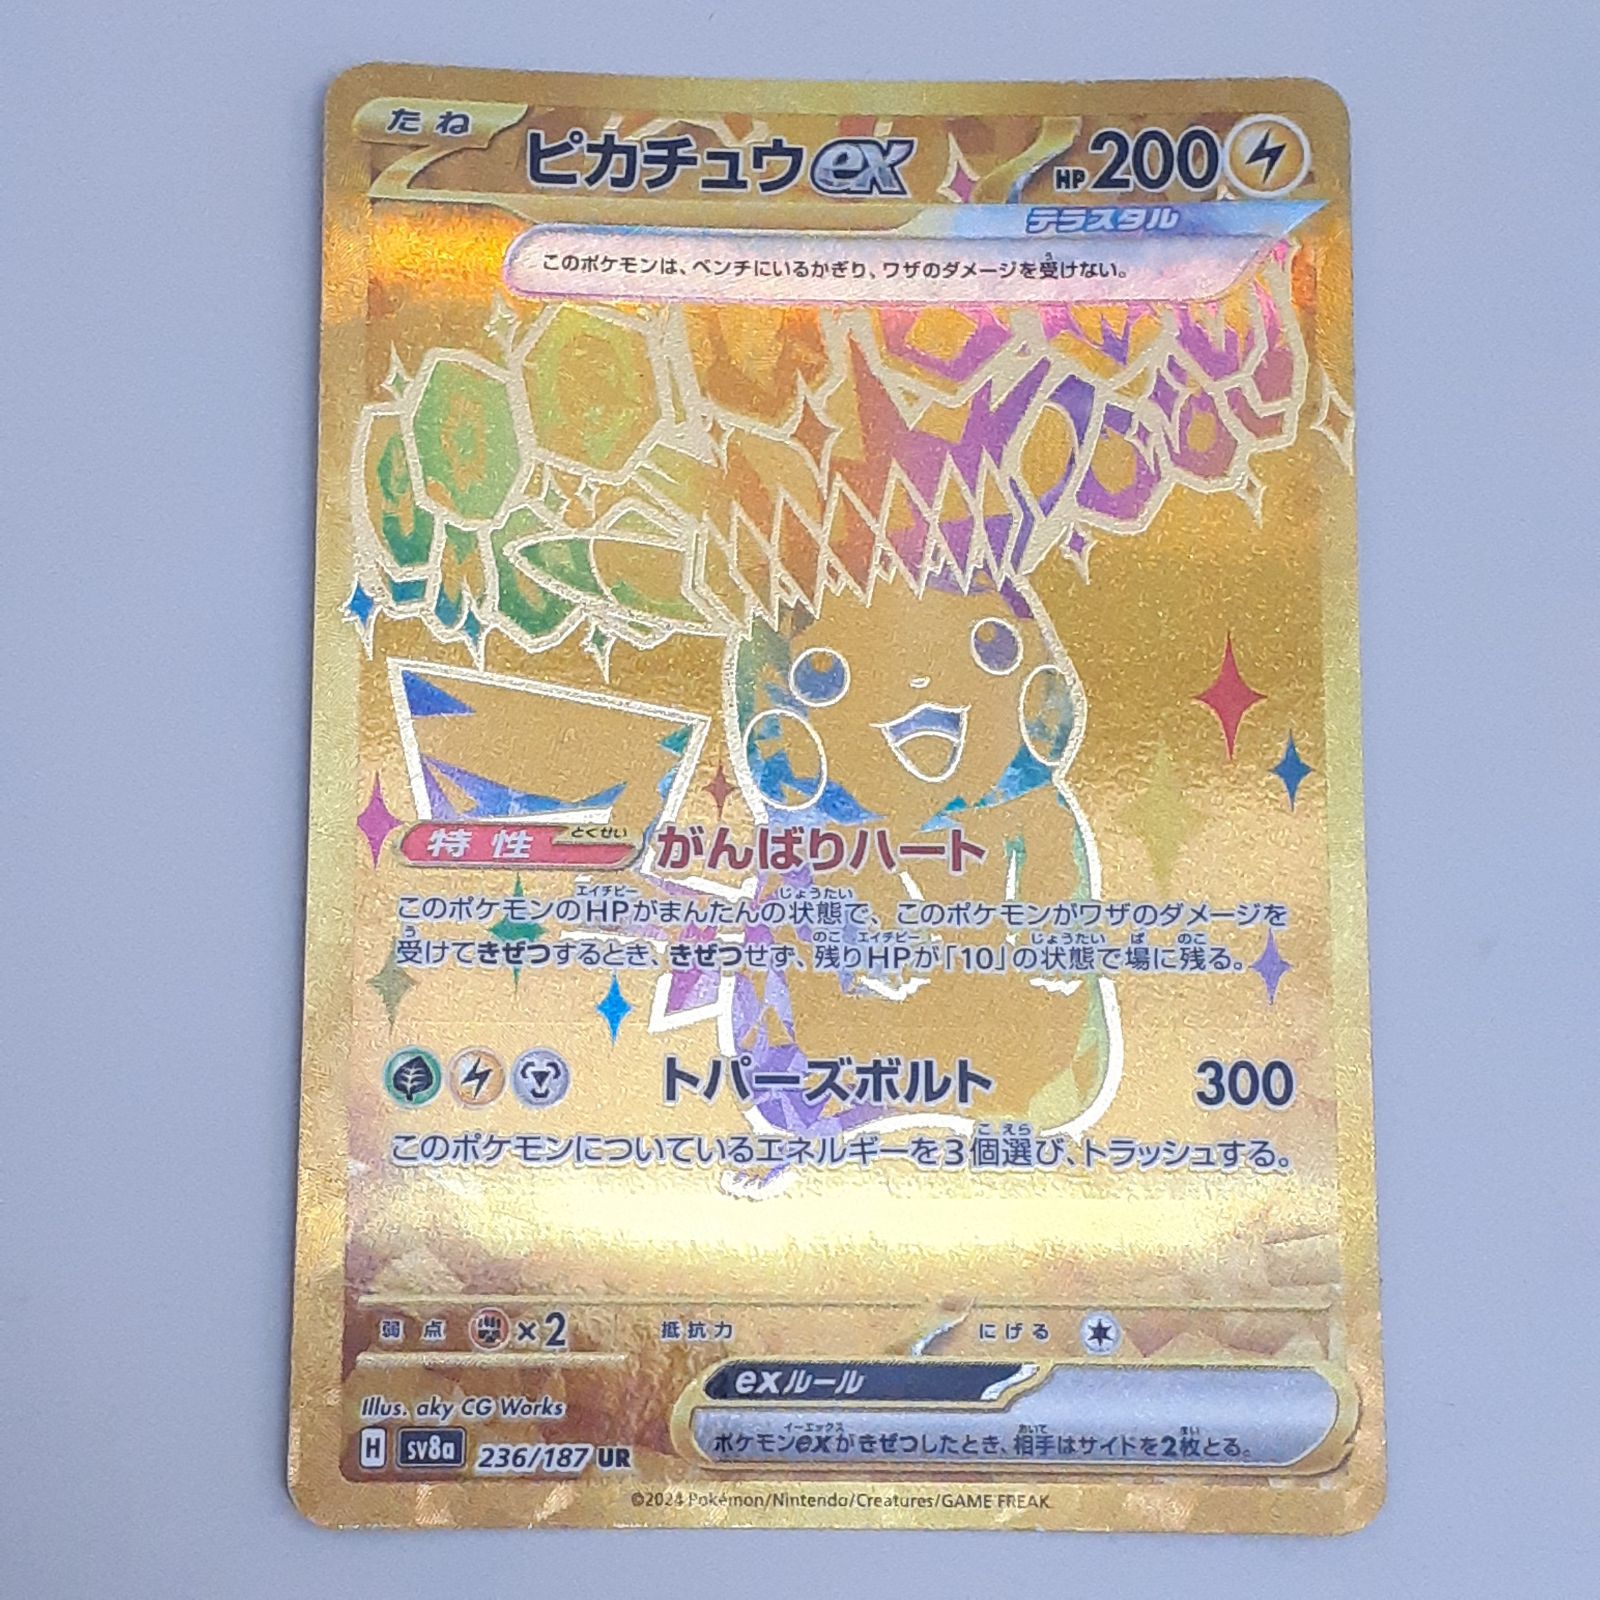 たね
ピカチュウex HP 200
テラスタル
このポケモンは、ベンチにいるかぎり、ワザのダメージを受けない。
特性 とくせい がんばりハート
このポケモンのHPがまんたんの状態で、このポケモンがワザのダメージを
受けてきぜつするとき、きぜつせず、残りHPが「10」の状態で場に残る。
トパーズボルト 300
このポケモンについているエネルギーを3個選び、トラッシュする。
弱点 ×2 抵抗力 にげる
exルール
ポケモンexがきぜつしたとき、相手はサイドを2枚とる。
Illus. aky CG Works
H sv8a 236/187 UR
©2024 Pokémon/Nintendo/Creatures/GAME FREAK